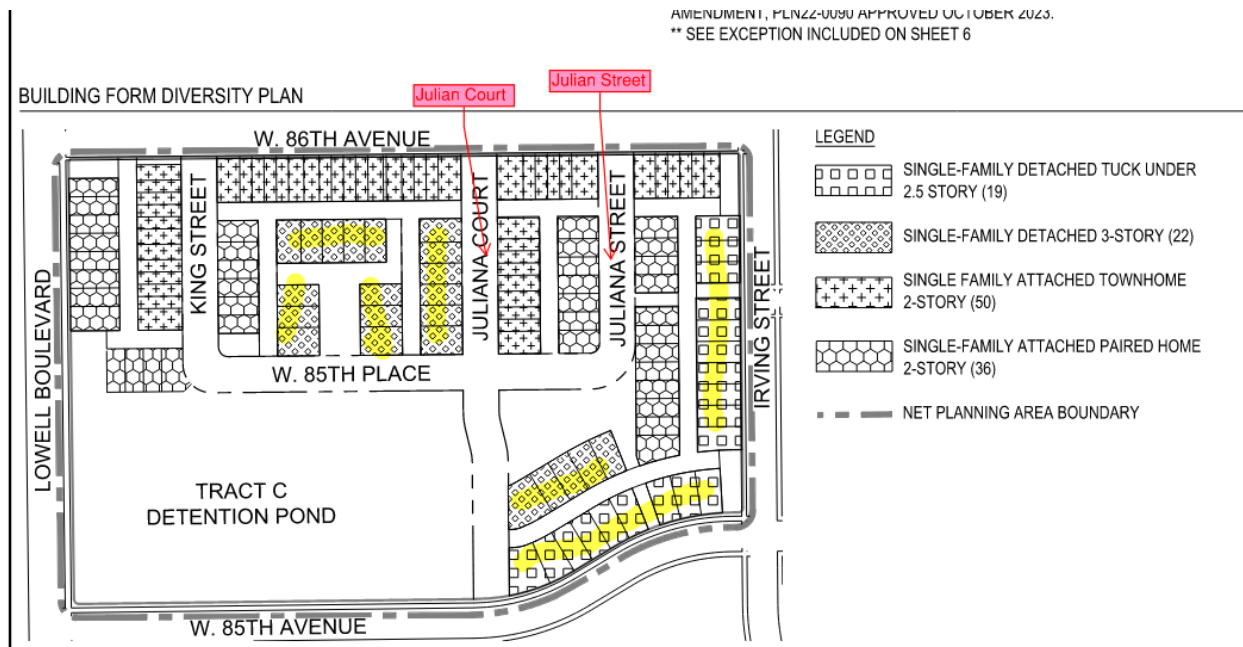 AMENDMENT, PLN22-0090 APPROVED OCTOBER 2023.
** SEE EXCEPTION INCLUDED ON SHEET 6
Julian Court
Julian Street
BUILDING FORM DIVERSITY PLAN
W. 86TH AVENUE
LOWELL BOULEVARD
KING STREET
JULIANA COURT
JULIANA STREET
IRVING STREET
W. 85TH PLACE
TRACT C
DETENTION POND
W. 85TH AVENUE
LEGEND
SINGLE-FAMILY DETACHED TUCK UNDER
2.5 STORY (19)
SINGLE-FAMILY DETACHED 3-STORY (22)
SINGLE FAMILY ATTACHED TOWNHOME
2-STORY (50)
SINGLE-FAMILY ATTACHED PAIRED HOME
2-STORY (36)
NET PLANNING AREA BOUNDARY